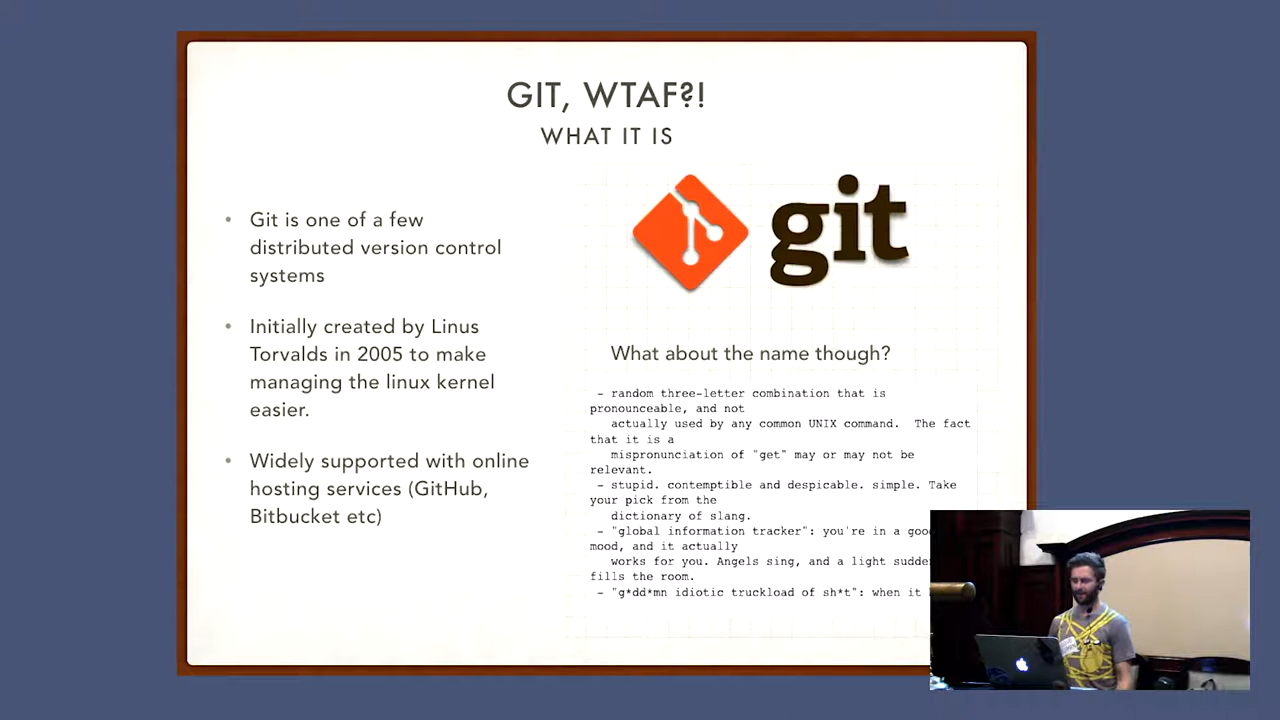 GIT, WTAF?!
WHAT IT IS
• Git is one of a few
distributed version control
systems
• Initially created by Linus
Torvalds in 2005 to make
managing the linux kernel
easier.
• Widely supported with online
hosting services (GitHub,
Bitbucket etc)
git
What about the name though?
- random three-letter combination that is
pronounceable, and not
actually used by any common UNIX command. The fact
that it is a
mispronunciation of "get" may or may not be
relevant.
- stupid. contemptible and despicable. simple. Take
your pick from the
dictionary of slang.
- "global information tracker": you're in a
mood, and it actually
works for you. Angels sing, and a light
fills the room.
- "g*dd*mn idiotic truckload of sh*t": when it